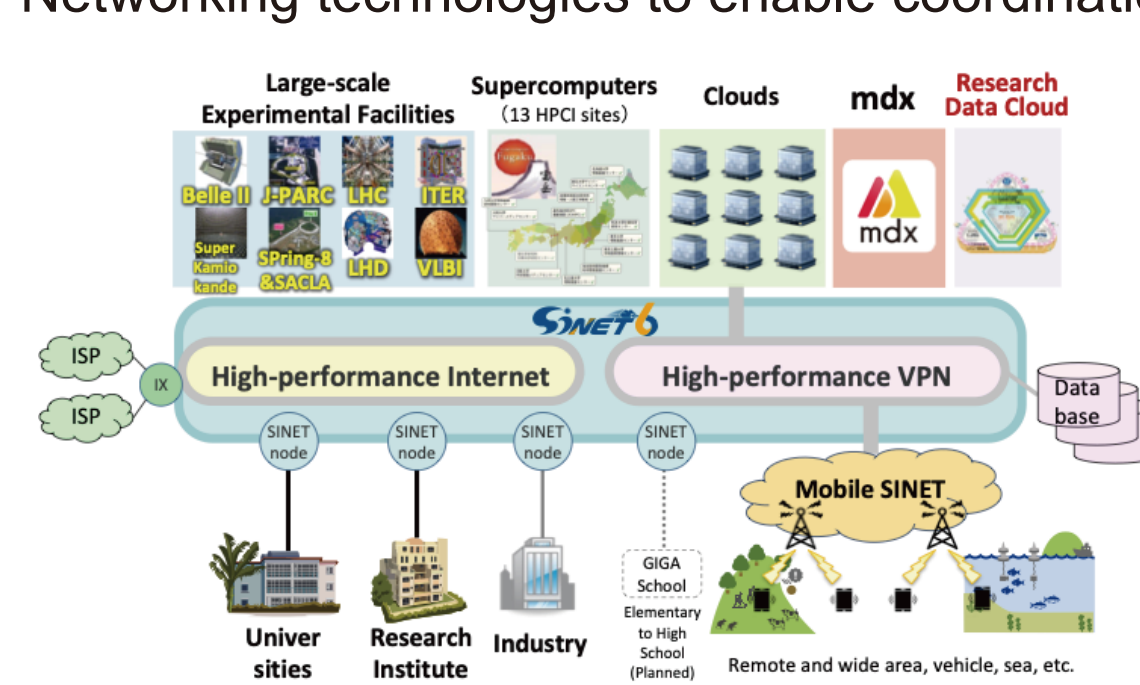 Networking technologies to enable
Large-scale
Experimental Facilities
Supercomputers
(13 HPCI sites)
Clouds
mdx
Research
Data Cloud
Belle II
J-PARC
LHC
ITER
Super
Kamio
kande
SPring-8
&SACLA
LHD
VLBI
Fugaku
mdx
SiNET6
ISP
ISP
IX
High-performance Internet
High-performance VPN
Data
base
SINET
node
SINET
node
SINET
node
SINET
node
Mobile SINET
GIGA
School
Elementary
to High
School
(Planned)
Univer
sities
Research
Institute
Industry
Remote and wide area, vehicle, sea, etc.